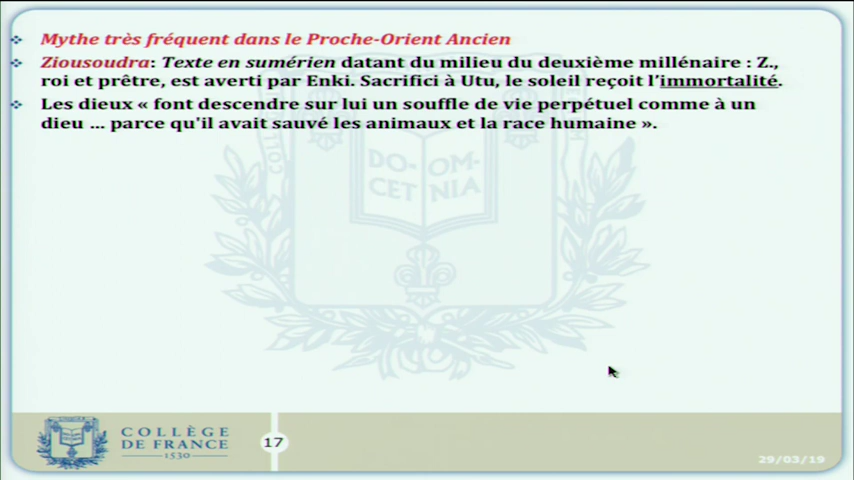 Mythe très fréquent dans le Proche-Orient Ancien
Ziousoudra: Texte en sumérien datant du milieu du deuxième millénaire : Z.,
roi et prêtre, est averti par Enki. Sacrifici à Utu, le soleil reçoit l'immortalité.
Les dieux « font descendre sur lui un souffle de vie perpétuel comme à un
dieu ... parce qu'il avait sauvé les animaux et la race humaine ».
DO- OM-
CET NIA
COLLÈGE
DE FRANCE
1530
17
29/03/19